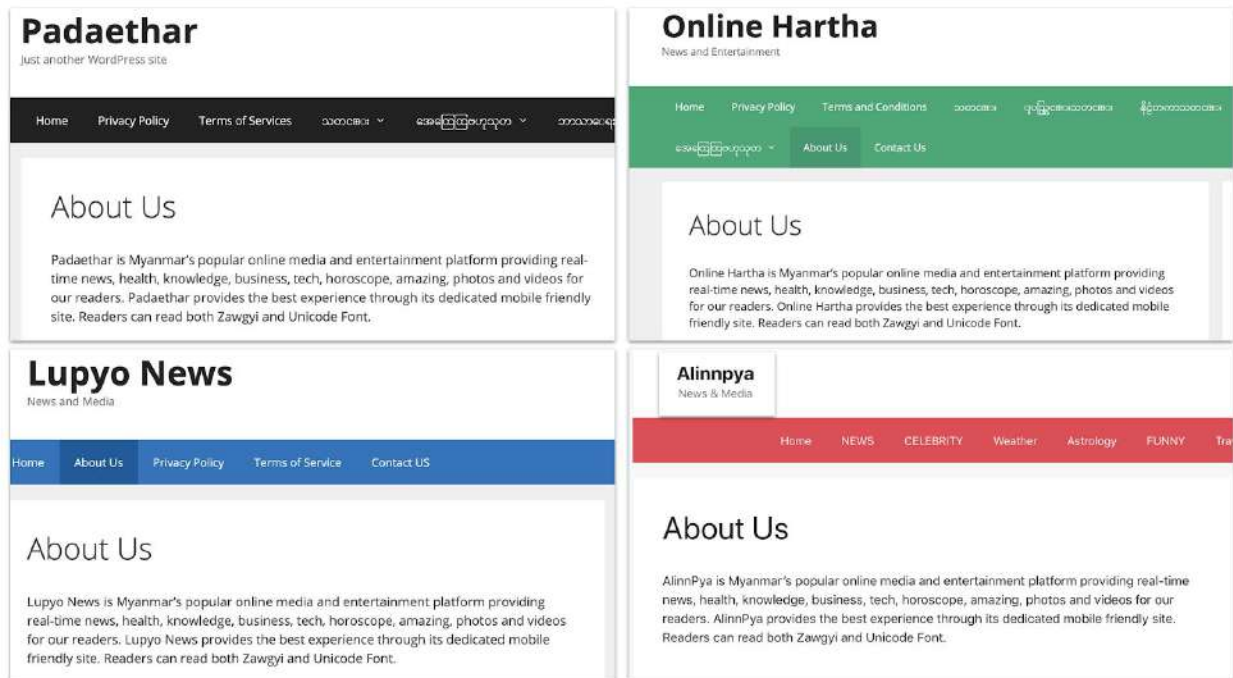 Padaethar
Just another WordPress site
Home Privacy Policy Terms of Services
About Us
Padaethar is Myanmar's popular online media and entertainment platform providing real-
time news, health, knowledge, business, tech, horoscope, amazing, photos and videos for
our readers. Padaethar provides the best experience through its dedicated mobile friendly
site. Readers can read both Zawgyi and Unicode Font.
Online Hartha
News and Entertainment
Home Privacy Policy Terms and Conditions
About Us Contact Us
About Us
Online Hartha is Myanmar's popular online media and entertainment platform providing
real-time news, health, knowledge, business, tech, horoscope, amazing, photos and videos
for our readers. Online Hartha provides the best experience through its dedicated mobile
friendly site. Readers can read both Zawgyi and Unicode Font.
Lupyo News
News and Media
Home About Us Privacy Policy Terms of Service Contact US
About Us
Lupyo News is Myanmar's popular online media and entertainment platform providing
real-time news, health, knowledge, business, tech, horoscope, amazing, photos and videos
for our readers. Lupyo News provides the best experience through its dedicated mobile
friendly site. Readers can read both Zawgyi and Unicode Font.
Alinnpya
News & Media
Home NEWS CELEBRITY Weather Astrology FUNNY Tra
About Us
AlinnPya is Myanmar's popular online media and entertainment platform providing real-time
news, health, knowledge, business, tech, horoscope, amazing, photos and videos for our
readers. AlinnPya provides the best experience through its dedicated mobile friendly site.
Readers can read both Zawgyi and Unicode Font.